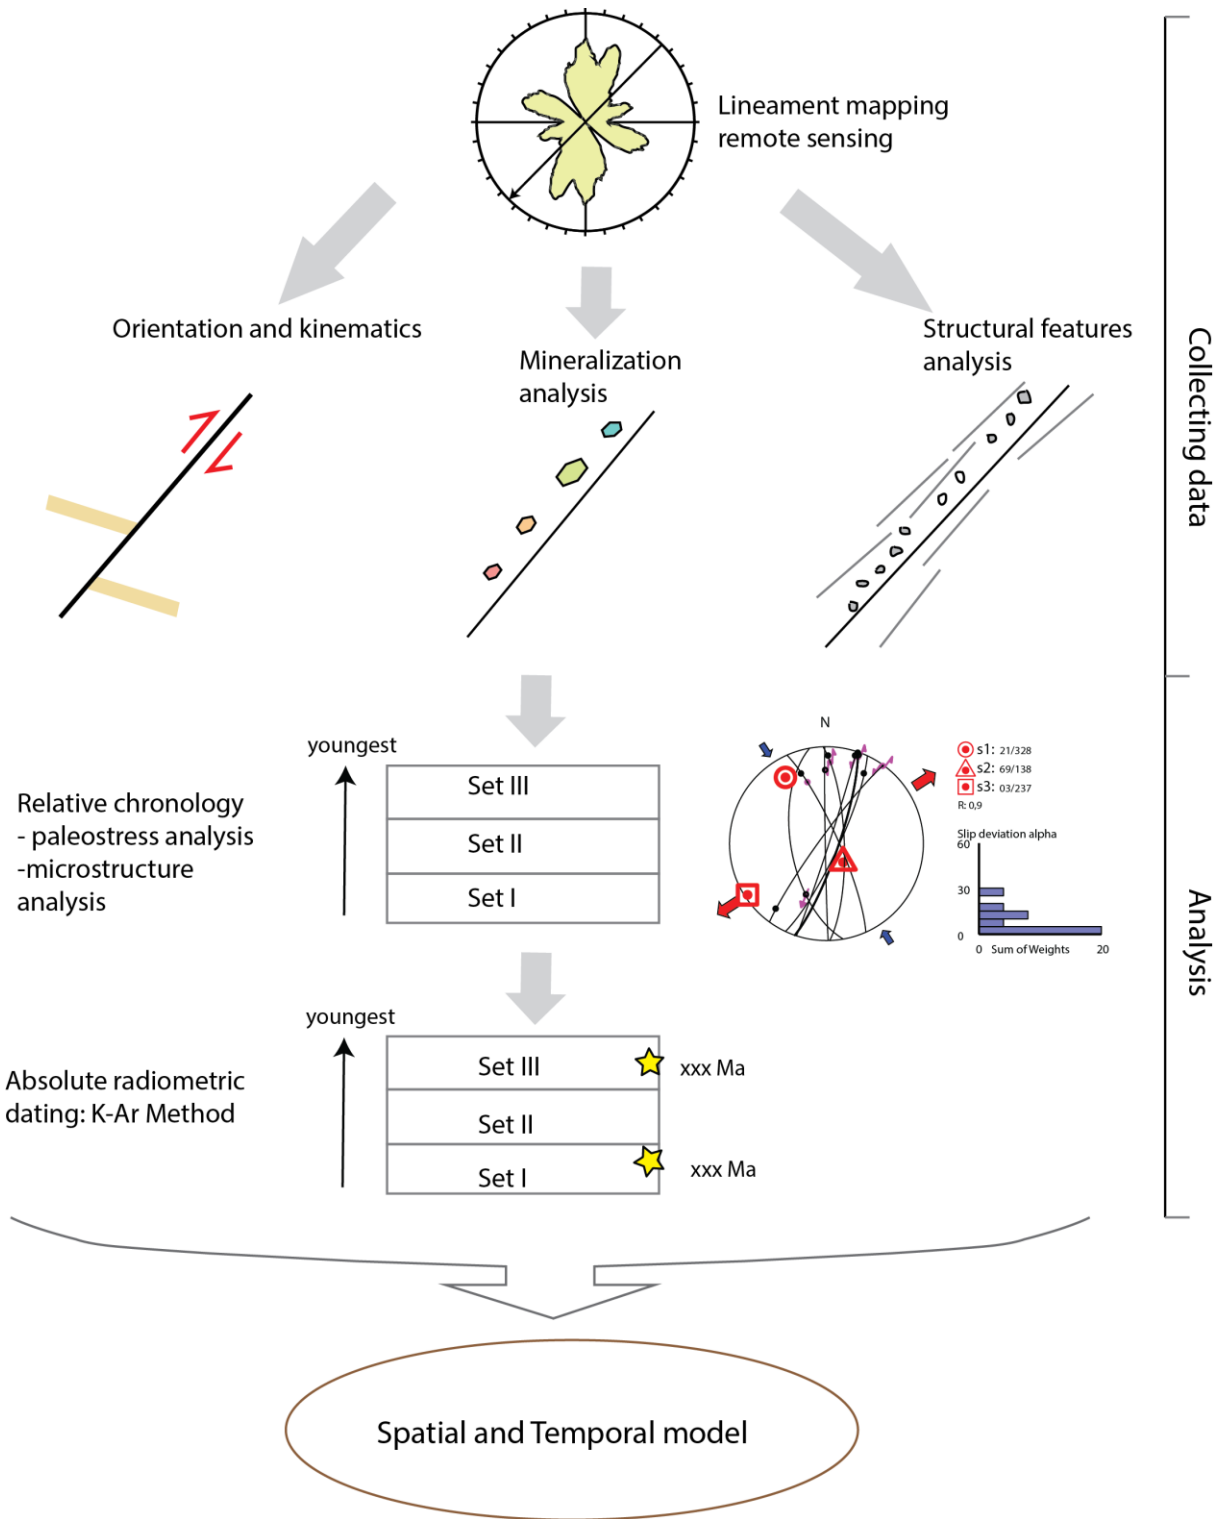 Lineament mapping
remote sensing
Orientation and kinematics
Mineralization
analysis
Structural features
analysis
Collecting data
youngest
Relative chronology
- paleostress analysis
-microstructure
analysis
Set III
Set II
Set I
N
s1: 21/328
s2: 69/138
s3: 03/237
R: 0,9
Slip deviation alpha
60
30
0
0 Sum of Weights 20
Analysis
youngest
Absolute radiometric
dating: K-Ar Method
Set III
xxx Ma
Set II
Set I
xxx Ma
Spatial and Temporal model